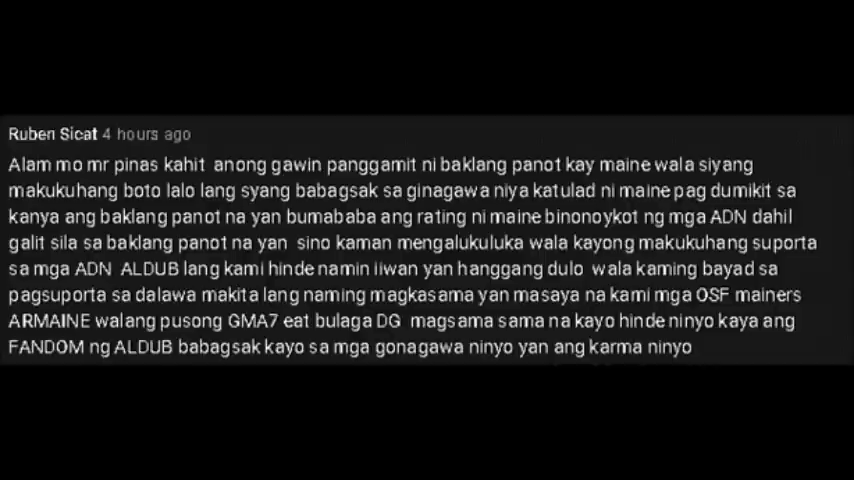 Ruben Sicat 4 hours ago
Alam mo mr pinas kahit anong gawin panggamit ni baklang panot kay maine wala siyang
makukuhang boto lalo lang syang babagsak sa ginagawa niya katulad ni maine pag dumikit sa
kanya ang baklang panot na yan bumababa ang rating ni maine binonoykot ng mga ADN dahil
galit sila sa baklang panot na yan sino kaman mengalukuluka wala kayong makukuhang suporta
sa mga ADN ALDUB lang kami hinde namin iiwan yan hanggang dulo wala kaming bayad sa
pagsuporta sa dalawa makita lang naming magkasama yan masaya na kami mga OSF mainers
ARMAINE walang pusong GMA7 eat bulaga DG magsama sama na kayo hinde ninyo kaya ang
FANDOM ng ALDUB babagsak kayo sa mga gonagawa ninyo yan ang karma ninyo